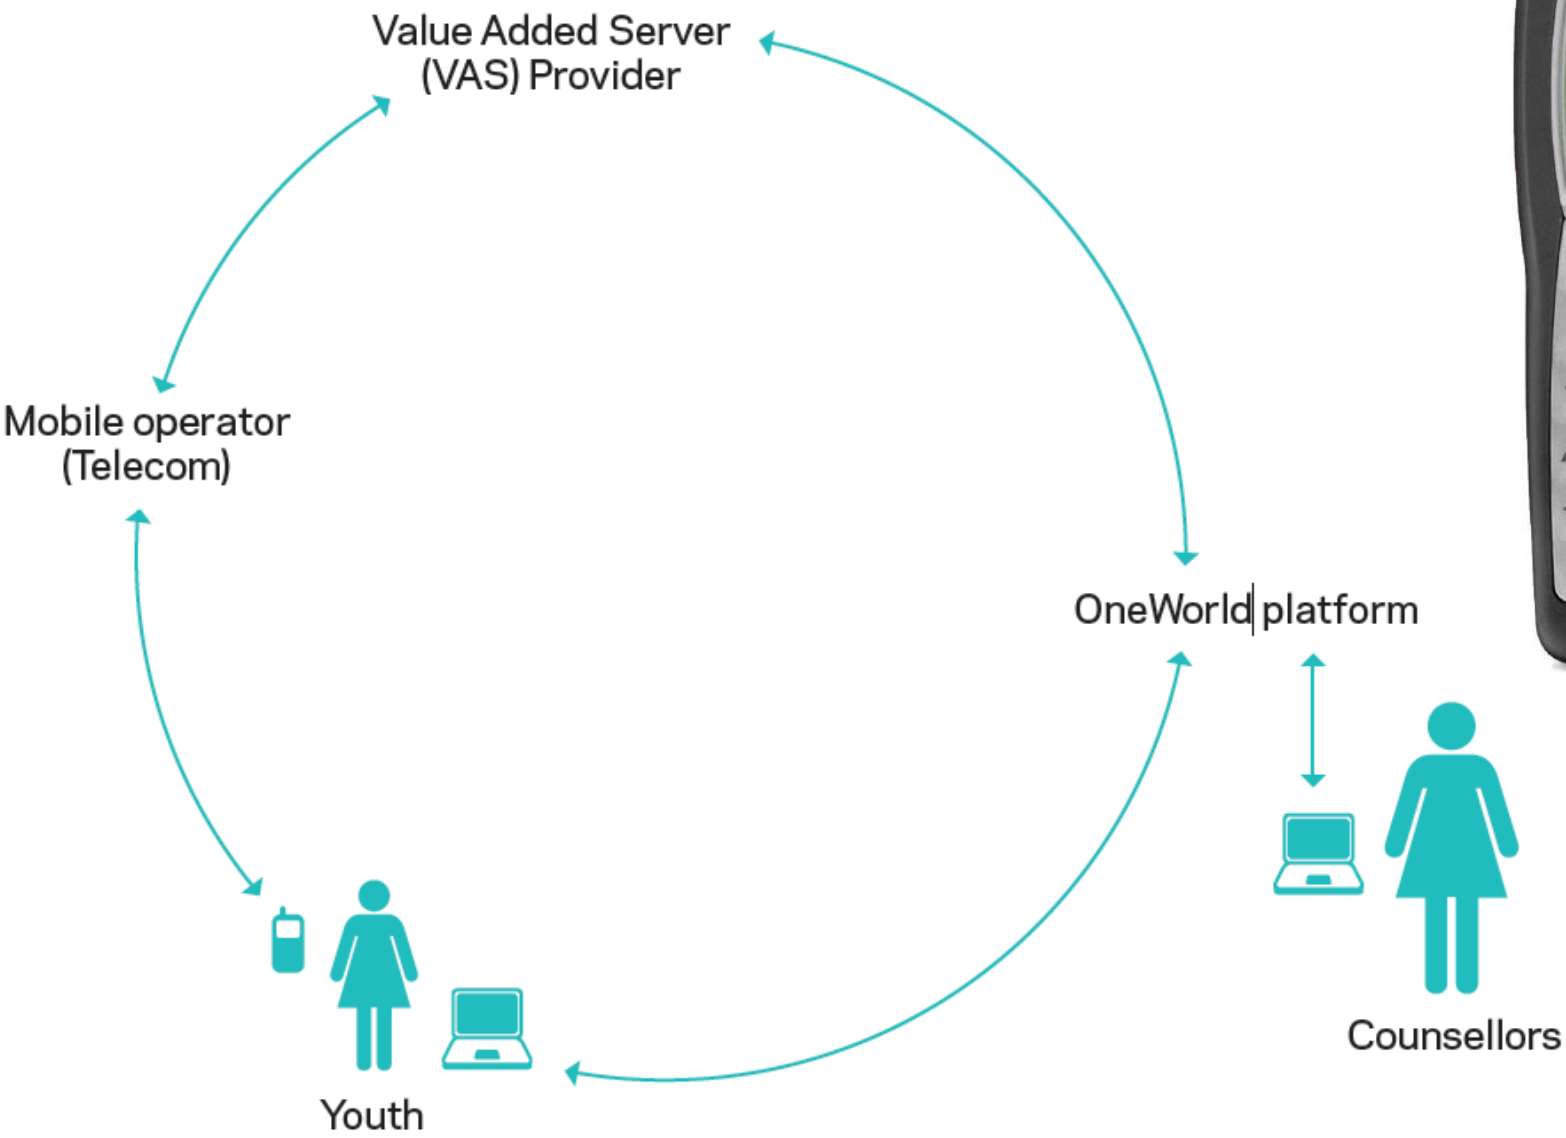 Value Added Server
(VAS) Provider
Mobile operator
(Telecom)
OneWorld platform
Counsellors
Youth